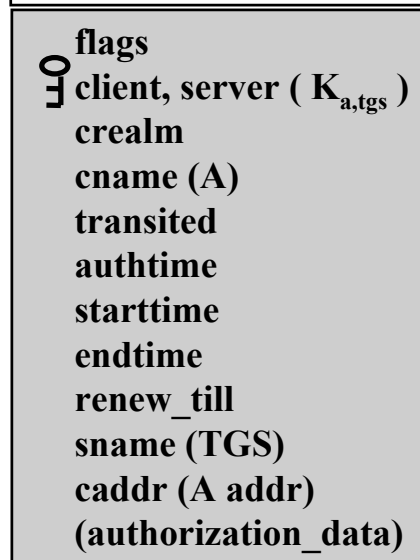 flags
client, server ( Ka,tgs )
crealm
cname (A)
transited
authtime
starttime
endtime
renew_till
sname (TGS)
caddr (A addr)
(authorization_data)